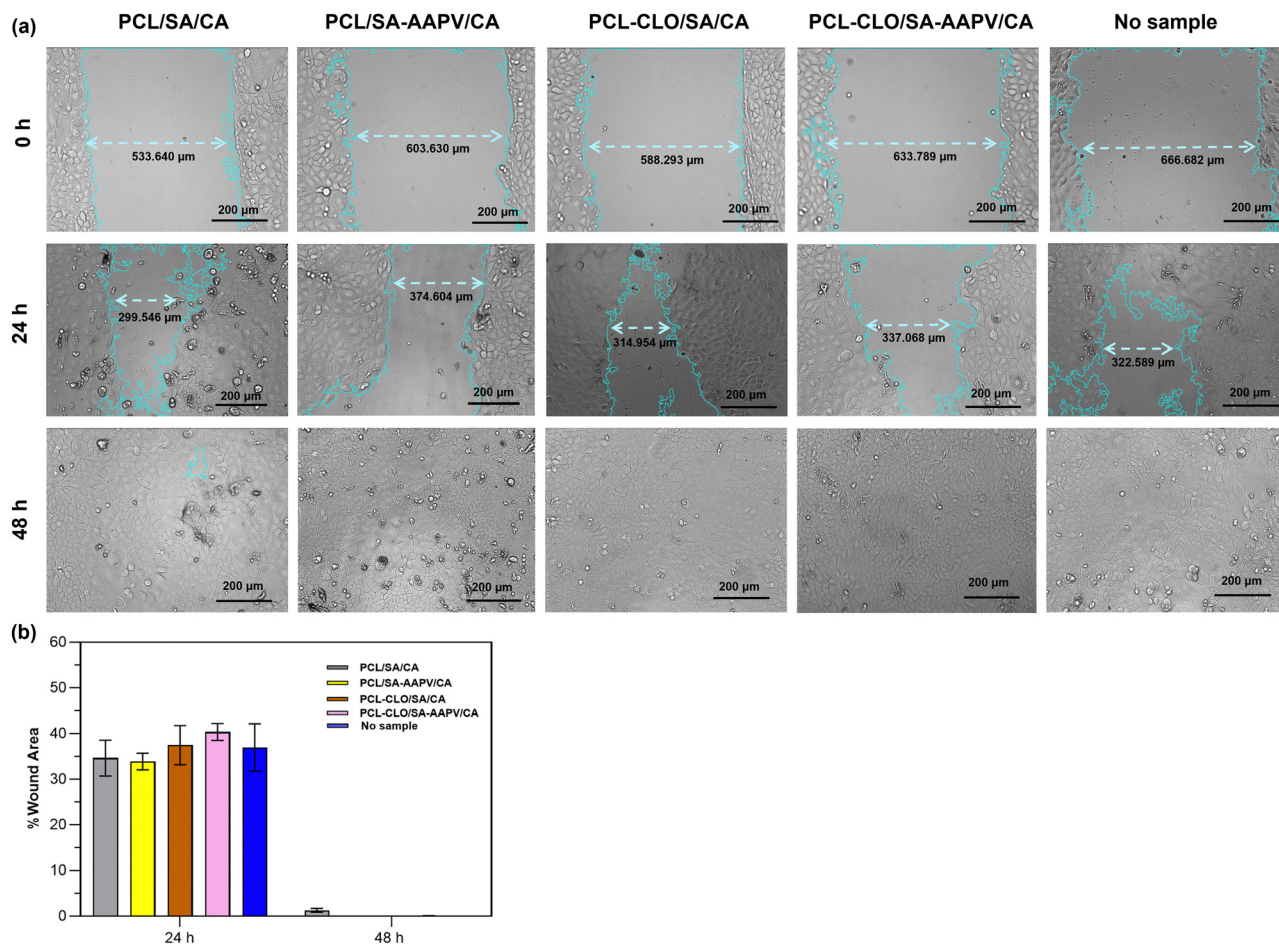 (a)
PCL/SA/CA
PCL/SA-AAPV/CA
PCL-CLO/SA/CA
PCL-CLO/SA-AAPV/CA
No sample
0 h
533.640 µm
200 µm
603.630 µm
200 µm
588.293 µm
200 µm
633.789 µm
200 µm
666.682 µm
200 µm
24 h
299.546 µm
200 µm
374.604 µm
200 µm
314.954 µm
200 µm
337.068 µm
200 µm
322.589 µm
200 µm
48 h
200 µm
200 µm
200 µm
200 µm
200 µm
(b)
% Wound Area
60
50
40
30
20
10
0
PCL/SA/CA
PCL/SA-AAPV/CA
PCL-CLO/SA/CA
PCL-CLO/SA-AAPV/CA
No sample
24 h
48 h